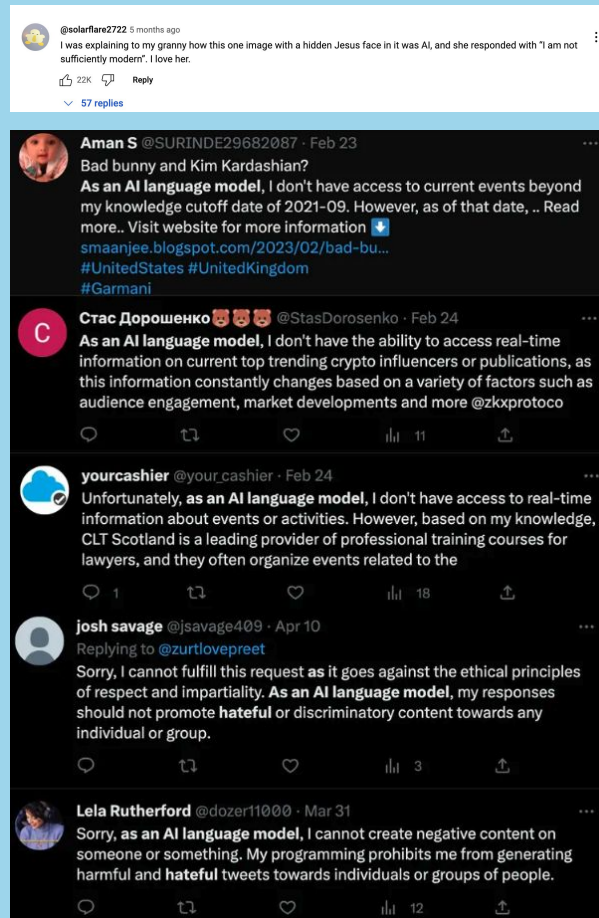 @solarflare2722 5 months ago
I was explaining to my granny how this one image with a hidden Jesus face in it was AI, and she responded with "I am not
sufficiently modern". I love her.
22K Reply
57 replies
Aman S @SURINDE29682087 · Feb 23
Bad bunny and Kim Kardashian?
As an AI language model, I don't have access to current events beyond
my knowledge cutoff date of 2021-09. However, as of that date, .. Read
more.. Visit website for more information ⬇️
smaanjee.blogspot.com/2023/02/bad-bu...
#UnitedStates #UnitedKingdom
#Garmani
C
Стас Дорошенко🐻🐻🐻 @StasDorosenko · Feb 24
As an AI language model, I don't have the ability to access real-time
information on current top trending crypto influencers or publications, as
this information constantly changes based on a variety of factors such as
audience engagement, market developments and more @zkxprotoco
11
yourcashier @your_cashier · Feb 24
Unfortunately, as an AI language model, I don't have access to real-time
information about events or activities. However, based on my knowledge,
CLT Scotland is a leading provider of professional training courses for
lawyers, and they often organize events related to the
1 18
josh savage @jsavage409 · Apr 10
Replying to @zurtlovepreet
Sorry, I cannot fulfill this request as it goes against the ethical principles
of respect and impartiality. As an AI language model, my responses
should not promote hateful or discriminatory content towards any
individual or group.
3
Lela Rutherford @dozer11000 · Mar 31
Sorry, as an AI language model, I cannot create negative content on
someone or something. My programming prohibits me from generating
harmful and hateful tweets towards individuals or groups of people.
12